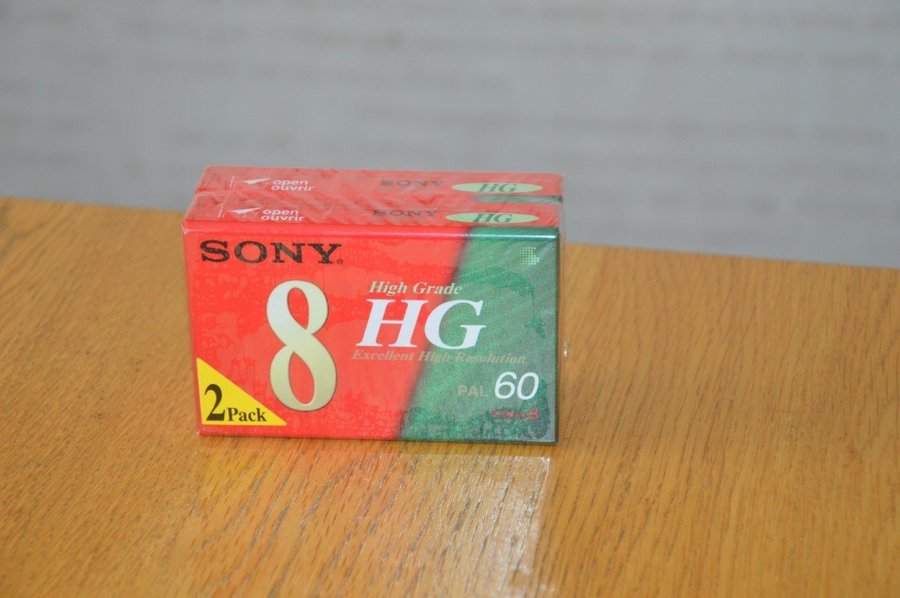 open
ouvrir
SONY
HG
open
ouvrir
SONY
HG
SONY
8
High Grade
HG
Excellent High Resolution
2 Pack
PAL 60